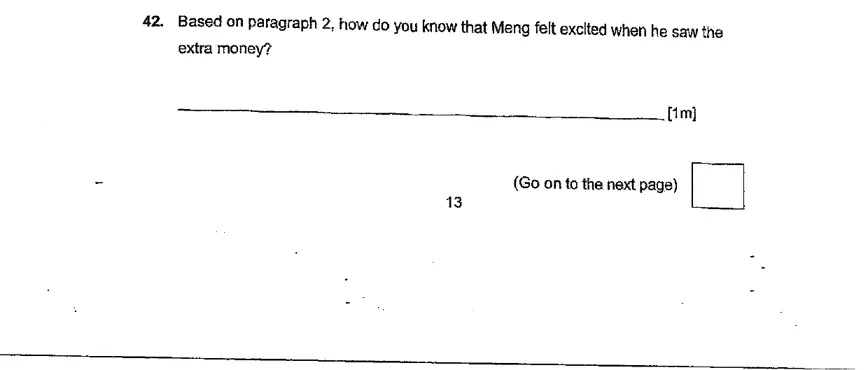 42. Based on paragraph 2, how do you know that Meng felt excited when he saw the
extra money?
[1m]
(Go on to the next page)
13